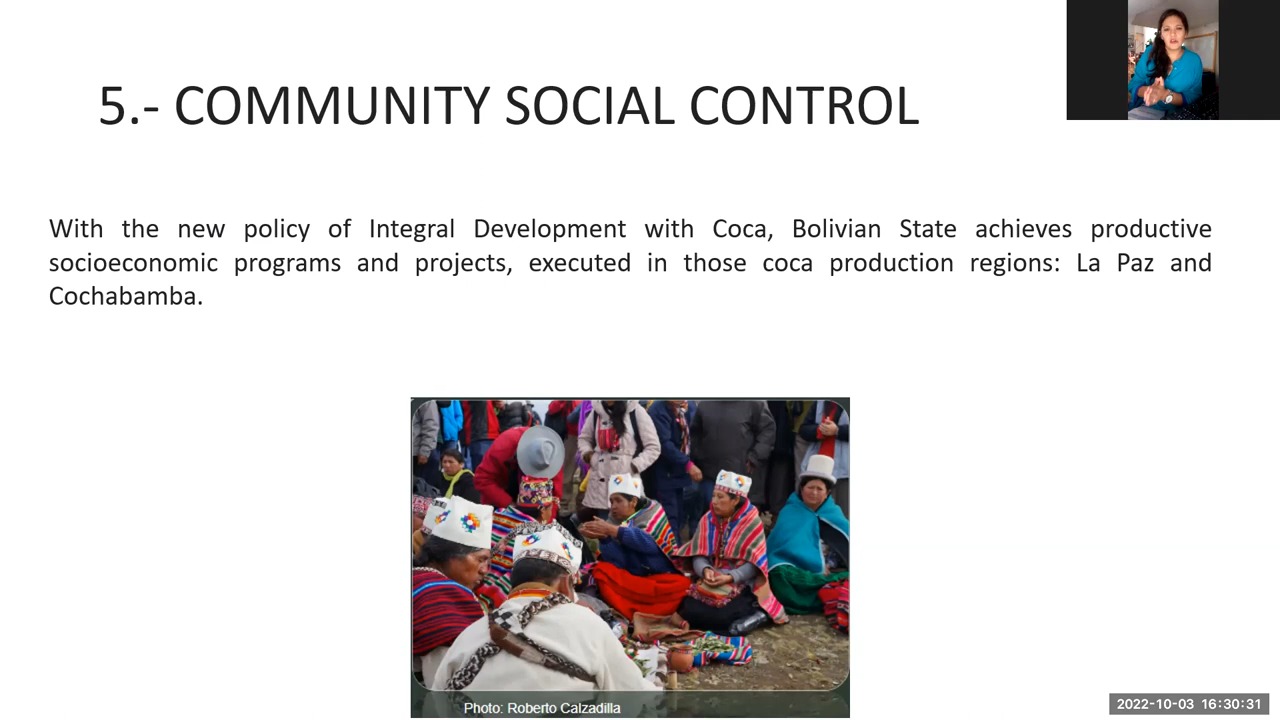 5.- COMMUNITY SOCIAL CONTROL
With the new policy of Integral Development with Coca, Bolivian State achieves productive
socioeconomic programs and projects, executed in those coca production regions: La Paz and
Cochabamba.
Photo: Roberto Calzadilla
2022-10-03 16:30:31